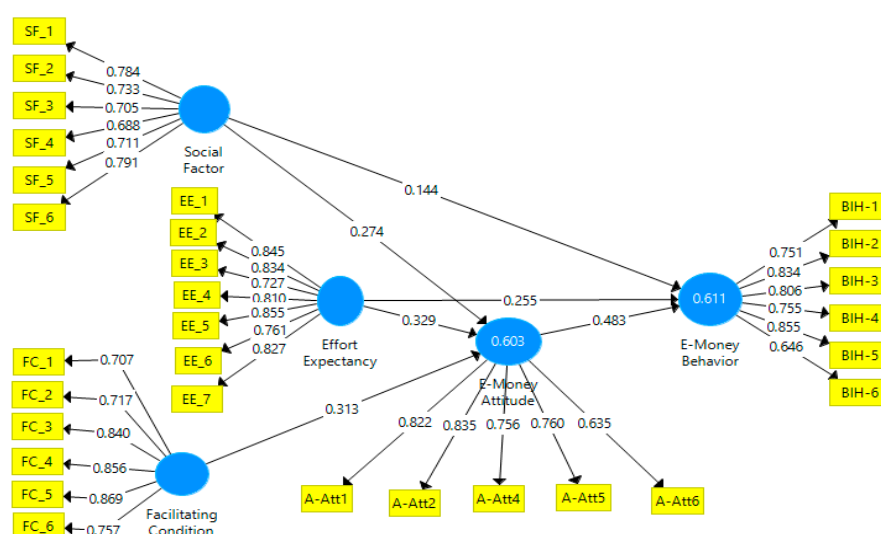 SF_1
SF_2
SF_3
SF_4
SF_5
SF_6
0.784
0.733
0.705
0.688
0.711
0.791
Social
Factor
0.144
0.274
EE_1
EE_2
EE_3
EE_4
EE_5
EE_6
EE_7
0.845
0.834
0.727
0.810
0.855
0.761
0.827
Effort
Expectancy
0.255
0.329
0.483
0.603
E-Money
Attitude
0.611
E-Money
Behavior
BIH-1
BIH-2
BIH-3
BIH-4
BIH-5
BIH-6
0.751
0.834
0.806
0.755
0.855
0.646
FC_1
FC_2
FC_3
FC_4
FC_5
FC_6
0.707
0.717
0.840
0.856
0.869
0.757
Facilitating
Condition
0.313
0.822
0.835
0.756
0.760
0.635
A-Att1
A-Att2
A-Att4
A-Att5
A-Att6